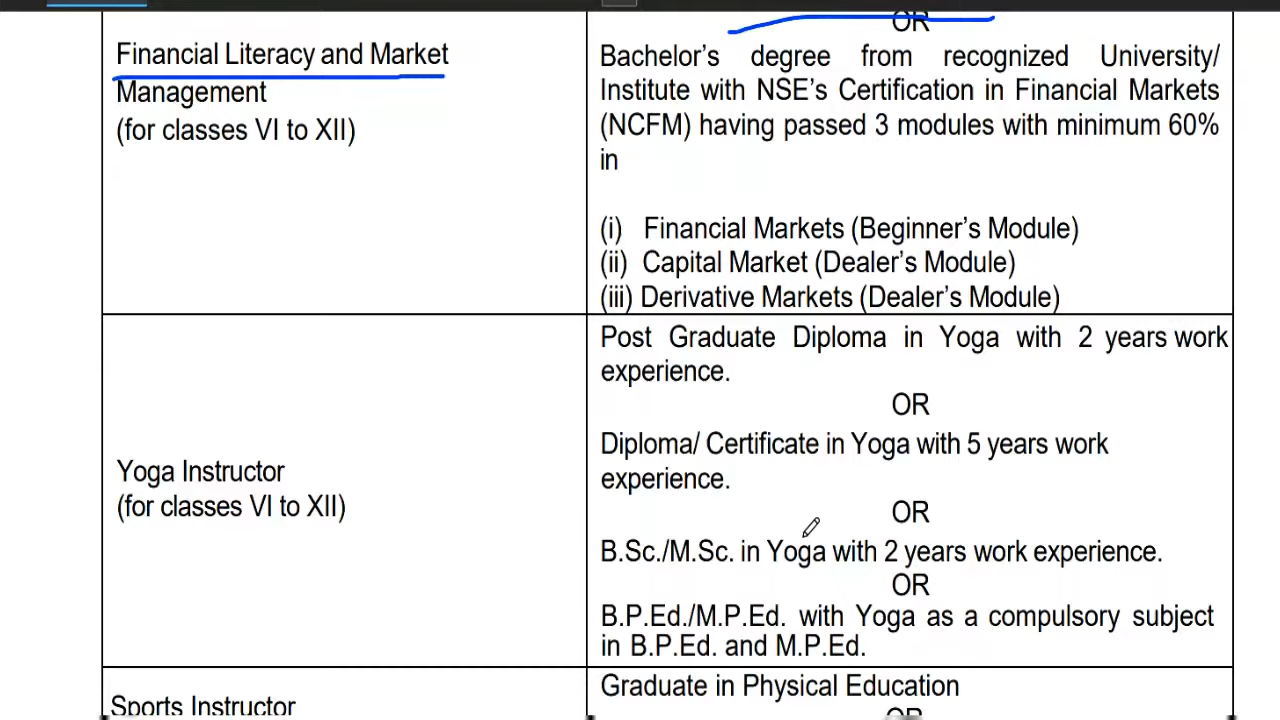 OR
Financial Literacy and Market
Management
(for classes VI to XII)
Bachelor's degree from recognized University/
Institute with NSE's Certification in Financial Markets
(NCFM) having passed 3 modules with minimum 60%
in
(i) Financial Markets (Beginner's Module)
(ii) Capital Market (Dealer's Module)
(iii) Derivative Markets (Dealer's Module)
Yoga Instructor
(for classes VI to XII)
Post Graduate Diploma in Yoga with 2 years work
experience.
OR
Diploma/ Certificate in Yoga with 5 years work
experience.
OR
B.Sc./M.Sc. in Yoga with 2 years work experience.
OR
B.P.Ed./M.P.Ed. with Yoga as a compulsory subject
in B.P.Ed. and M.P.Ed.
Sports Instructor
Graduate in Physical Education
OR